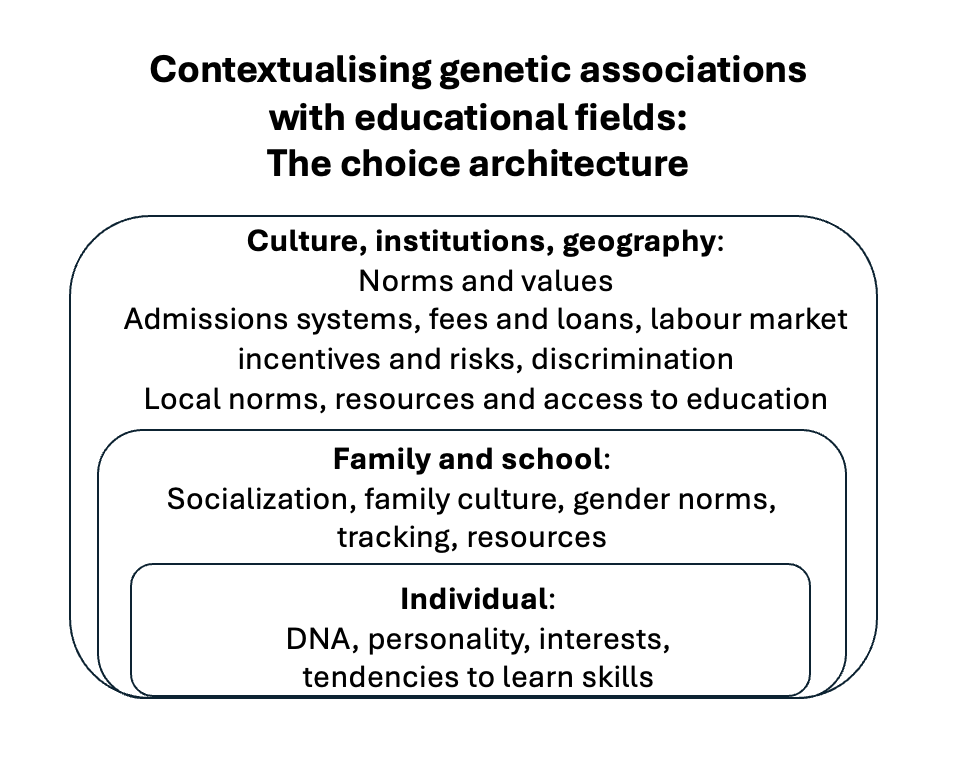 Contextualising genetic associations
with educational fields:
The choice architecture
Culture, institutions, geography:
Norms and values
Admissions systems, fees and loans, labour market
incentives and risks, discrimination
Local norms, resources and access to education
Family and school:
Socialization, family culture, gender norms,
tracking, resources
Individual:
DNA, personality, interests,
tendencies to learn skills